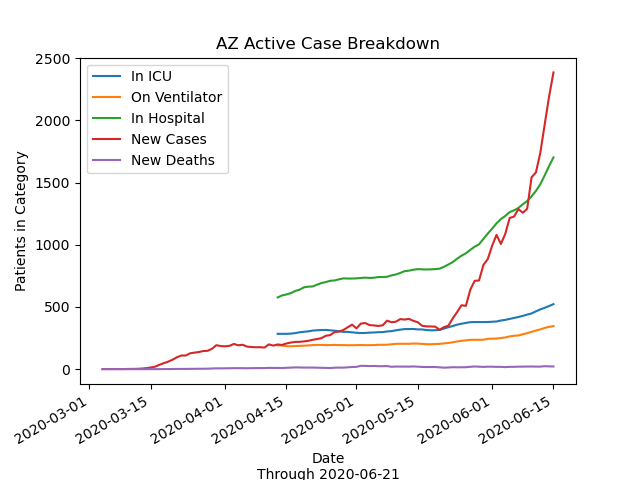 AZ Active Case Breakdown
In ICU
On Ventilator
In Hospital
New Cases
New Deaths
Patients in Category
2500
2000
1500
1000
500
0
2020-03-01
2020-03-15
2020-04-01
2020-04-15
2020-05-01
2020-05-15
2020-06-01
2020-06-15
Date
Through 2020-06-21